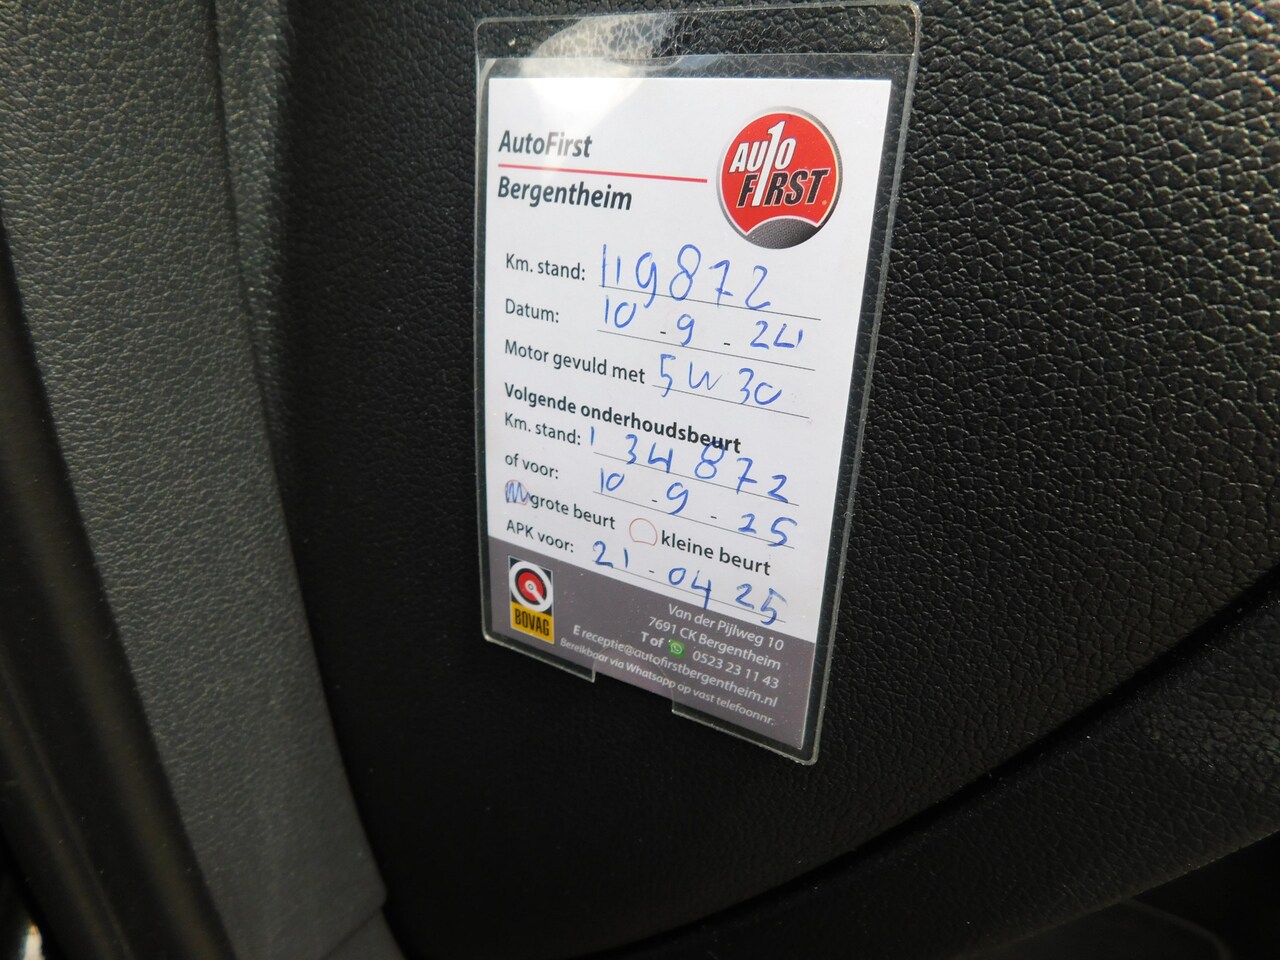 AutoFirst
Bergentheim
AUTO
FIRST
Km. stand: 119872
Datum: 10-9-24
Motor gevuld met 5W30
Volgende onderhoudsbeurt
Km. stand: 134872
of voor: 10-9-25
grote beurt kleine beurt
APK voor: 21-04 25
BOVAG
Van der Pijlweg 10
7691 CK Bergentheim
T of 0523 23 11 43
E receptie@autofirstbergentheim.nl
Bereikbaar via Whatsapp op vast telefoonnr.